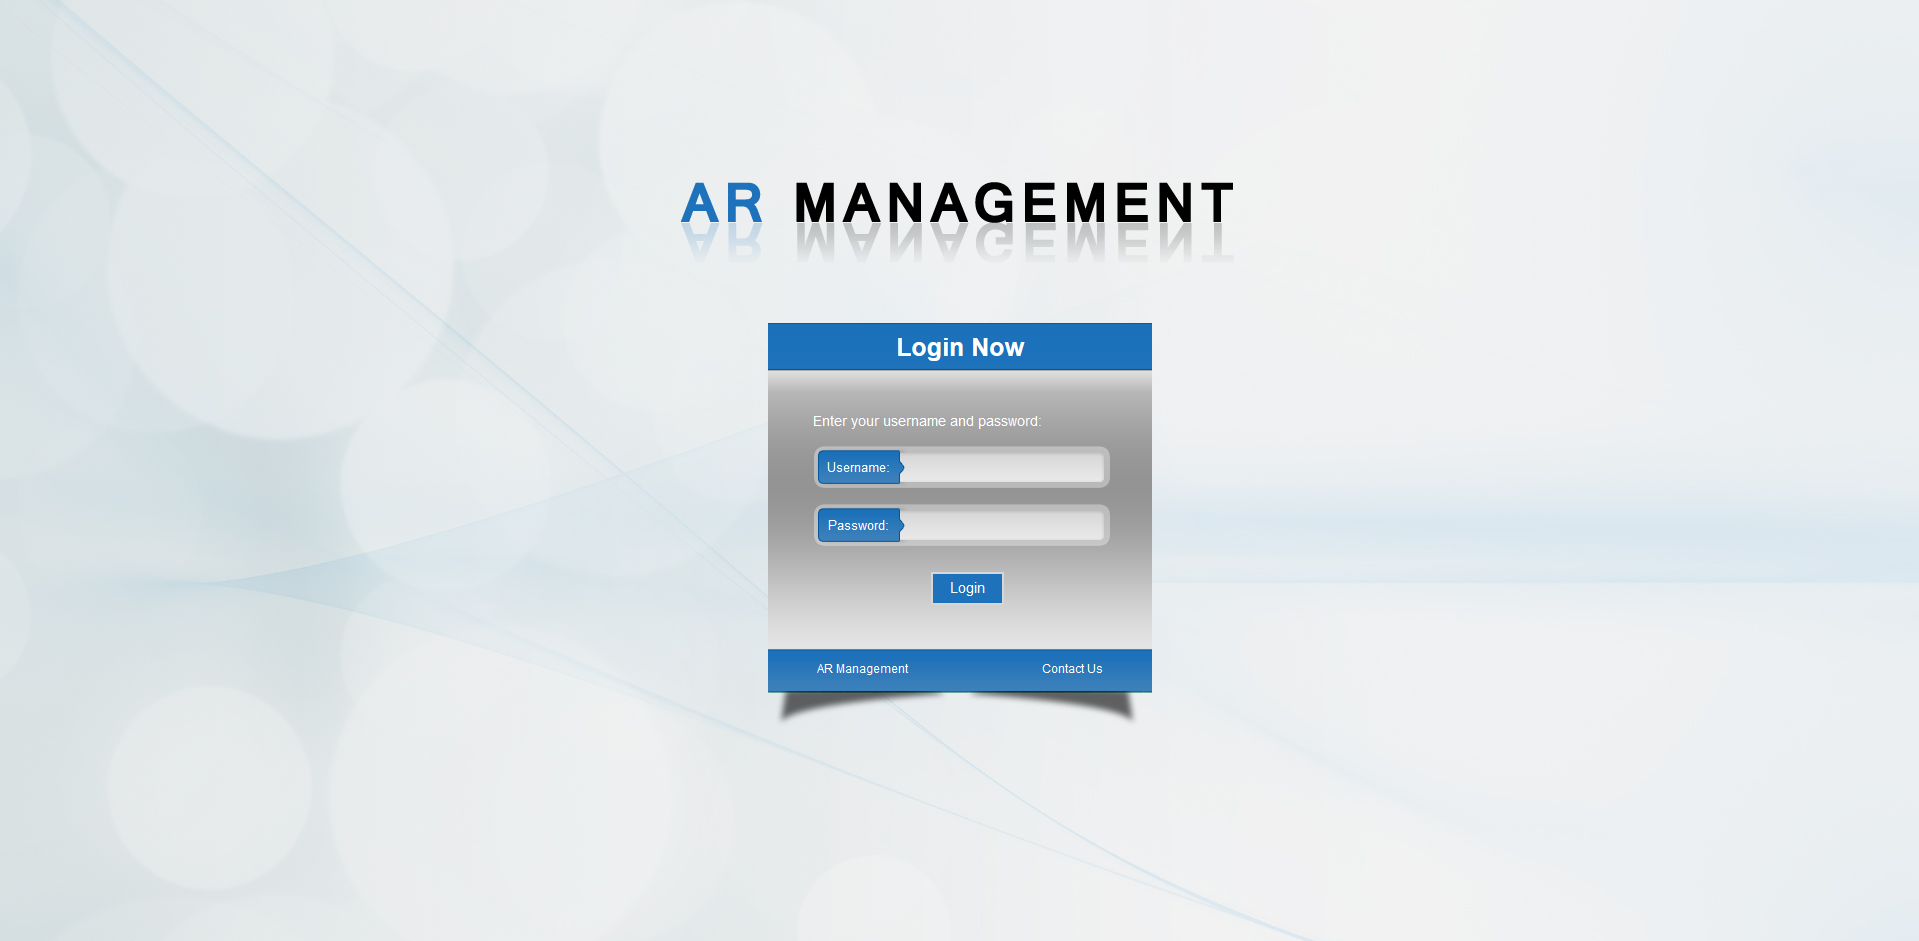 AR MANAGEMENT
Login Now
Enter your username and password:
Username:
Password:
Login
AR Management Contact Us